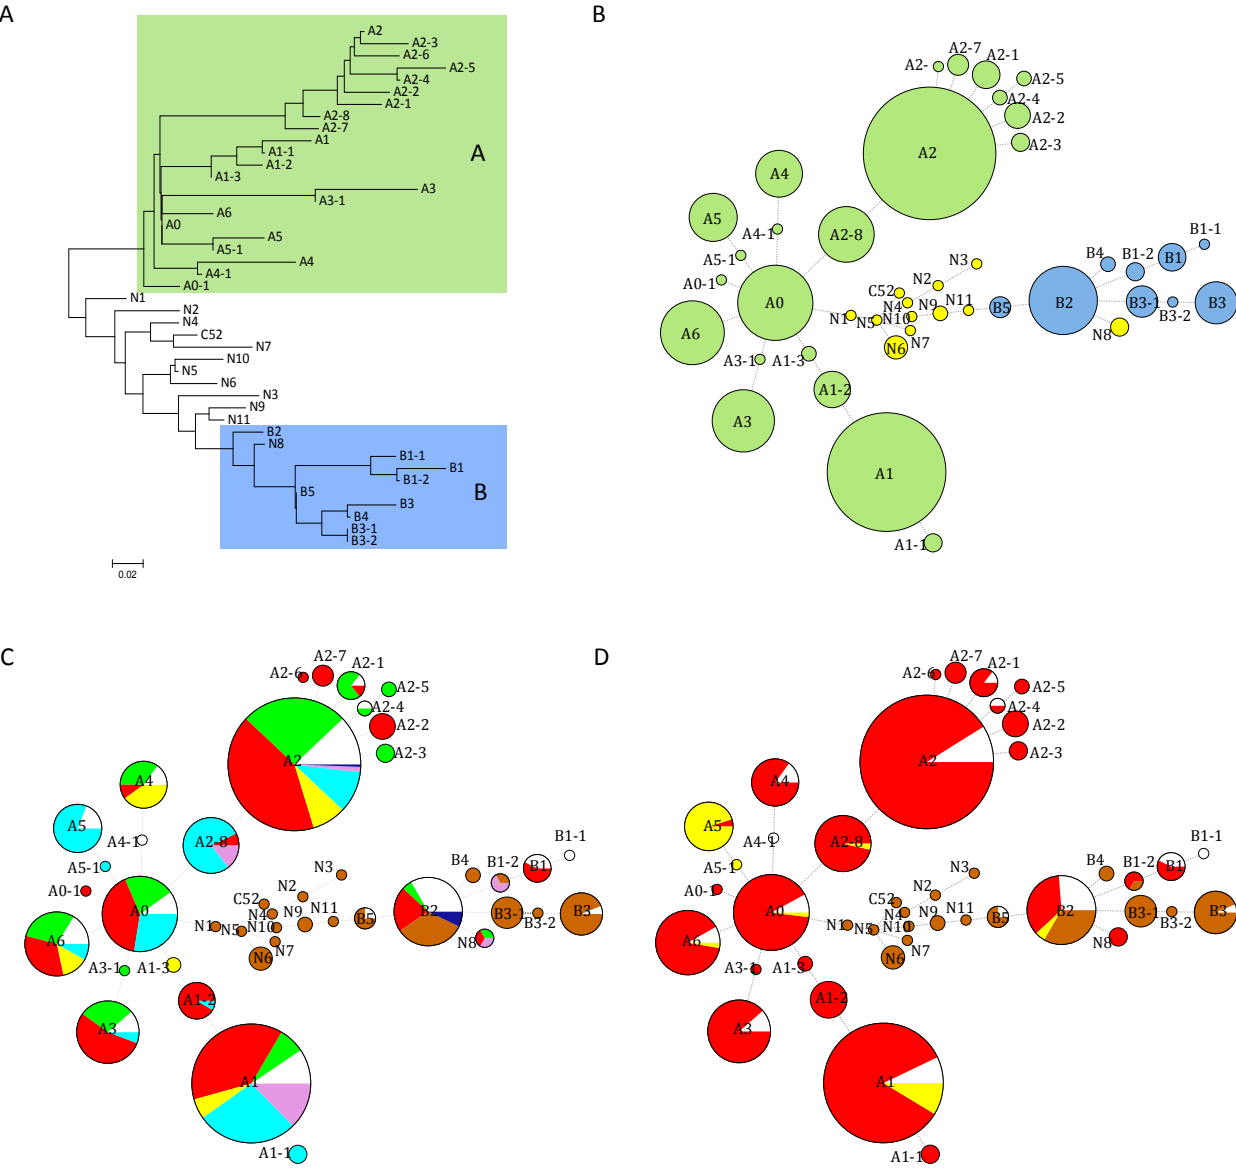 A
A2
A2-3
A2-6
A2-5
A2-4
A2-2
A2-1
A2-8
A2-7
A1
A1-1
A1-2
A1-3
A
A3
A3-1
A6
A0
A5
A5-1
A4
A4-1
A0-1
N1
N2
N4
C52
N7
N10
N5
N6
N3
N9
N11
B2
N8
B1-1
B1
B1-2
B5
B
B3
B4
B3-1
B3-2
0.02
B
A2-
A2-7
A2-1
A2-5
A2-4
A2-2
A2-3
A2
A4
A5
A4-1
A2-8
A5-1
A0-1
A0
A6
A3-1
A1-3
A1-2
A3
A1
A1-1
N3
N2
C52
N4
N9
N11
N1
N5
N10
N7
N6
B5
B2
B4
B1-2
B1
B1-1
B3-1
B3-2
B3
N8
C
A2-6
A2-7
A2-1
A2-5
A2-4
A2-2
A2-3
A2
A4
A5
A4-1
A2-8
A5-1
A0-1
A0
A6
A3-1
A1-3
A1-2
A3
A1
A1-1
N3
N2
C52
N4
N9
N11
N1
N5
N10
N7
N6
B5
B2
B4
B1-2
B1
B1-1
B3-1
B3-2
B3
N8
D
A2-6
A2-7
A2-1
A2-5
A2-4
A2-2
A2-3
A2
A4
A5
A4-1
A2-8
A5-1
A0-1
A0
A6
A3-1
A1-3
A1-2
A3
A1
A1-1
N3
N2
C52
N4
N9
N11
N1
N5
N10
N7
N6
B5
B2
B4
B1-2
B1
B1-1
B3-1
B3-2
B3
N8